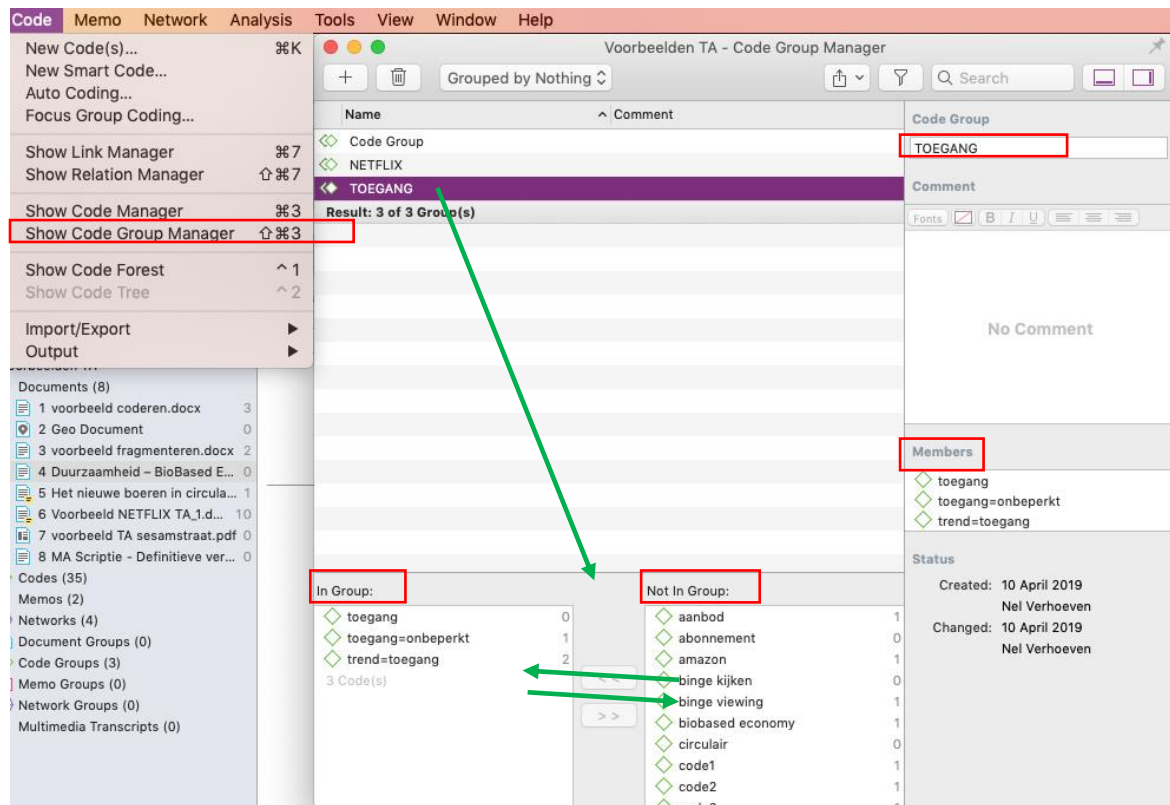 Code Memo Network Analysis Tools View Window Help
New Code(s)... ⌘K
New Smart Code...
Auto Coding...
Focus Group Coding...
Show Link Manager ⌘7
Show Relation Manager ⇧⌘7
Show Code Manager ⌘3
Show Code Group Manager ⇧⌘3
Show Code Forest ^1
Show Code Tree ^2
Import/Export
Output
Documents (8)
1 voorbeeld coderen.docx 3
2 Geo Document 0
3 voorbeeld fragmenteren.docx 2
4 Duurzaamheid – BioBased E... 0
5 Het nieuwe boeren in circula... 1
6 Voorbeeld NETFLIX TA_1.d... 10
7 voorbeeld TA sesamstraat.pdf 0
8 MA Scriptie - Definitieve ver... 0
Codes (35)
Memos (2)
Networks (4)
Document Groups (0)
Code Groups (3)
Memo Groups (0)
Network Groups (0)
Multimedia Transcripts (0)
Voorbeelden TA - Code Group Manager
Grouped by Nothing
Search
Name Comment
Code Group
NETFLIX
TOEGANG
Result: 3 of 3 Group(s)
In Group:
toegang 0
toegang=onbeperkt 1
trend=toegang 2
3 Code(s)
<<
>>
Not In Group:
aanbod 1
abonnement 0
amazon 1
binge kijken 0
binge viewing 1
biobased economy 1
circulair 0
code1 1
code2 1
Code Group
TOEGANG
Comment
Fonts B I U
No Comment
Members
toegang
toegang=onbeperkt
trend=toegang
Status
Created: 10 April 2019
Nel Verhoeven
Changed: 10 April 2019
Nel Verhoeven